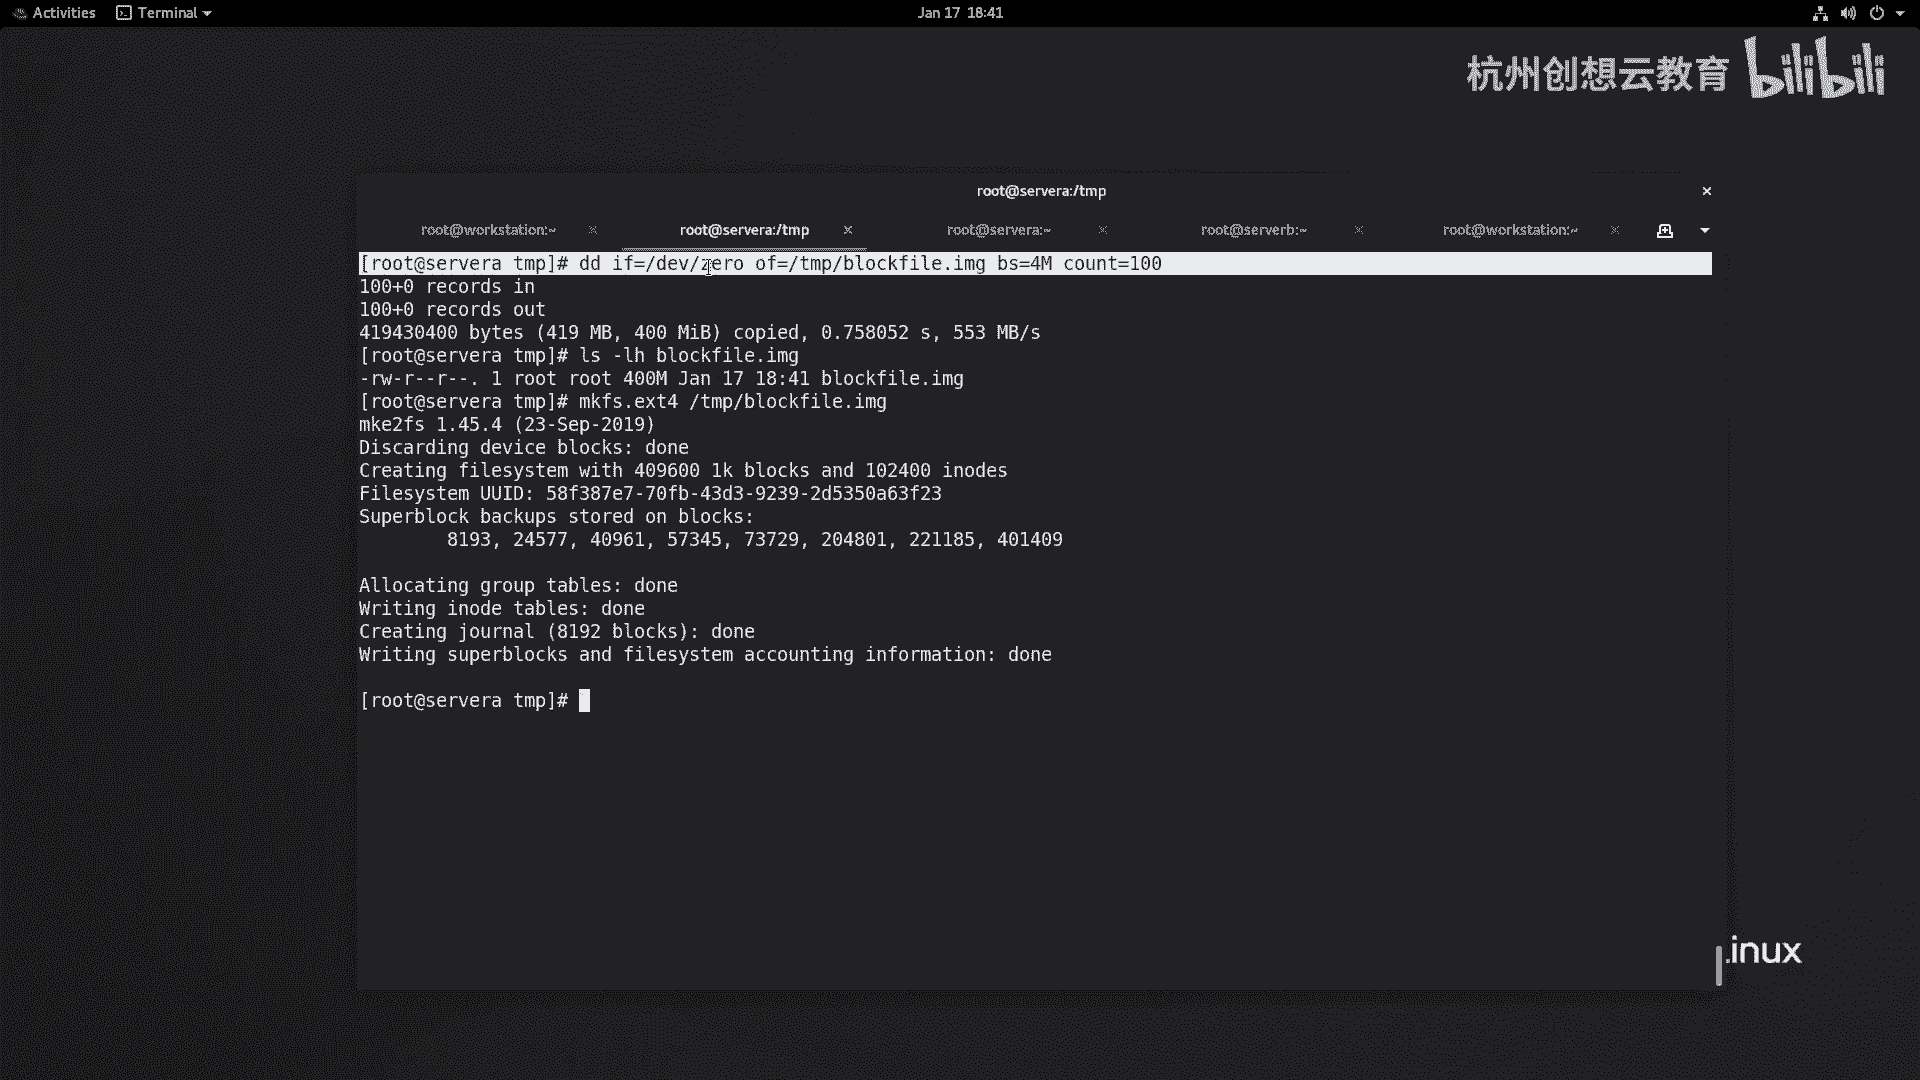 Activities Terminal Jan 17 18:41
杭州创想云教育 bilibili
root@servera:/tmp
root@workstation:~ root@servera:/tmp root@servera:~ root@serverb:~ root@workstation:~
[root@servera tmp]# dd if=/dev/zero of=/tmp/blockfile.img bs=4M count=100
100+0 records in
100+0 records out
419430400 bytes (419 MB, 400 MiB) copied, 0.758052 s, 553 MB/s
[root@servera tmp]# ls -lh blockfile.img
-rw-r--r--. 1 root root 400M Jan 17 18:41 blockfile.img
[root@servera tmp]# mkfs.ext4 /tmp/blockfile.img
mke2fs 1.45.4 (23-Sep-2019)
Discarding device blocks: done
Creating filesystem with 409600 1k blocks and 102400 inodes
Filesystem UUID: 58f387e7-70fb-43d3-9239-2d5350a63f23
Superblock backups stored on blocks:
8193, 24577, 40961, 57345, 73729, 204801, 221185, 401409
Allocating group tables: done
Writing inode tables: done
Creating journal (8192 blocks): done
Writing superblocks and filesystem accounting information: done
[root@servera tmp]#
.inux